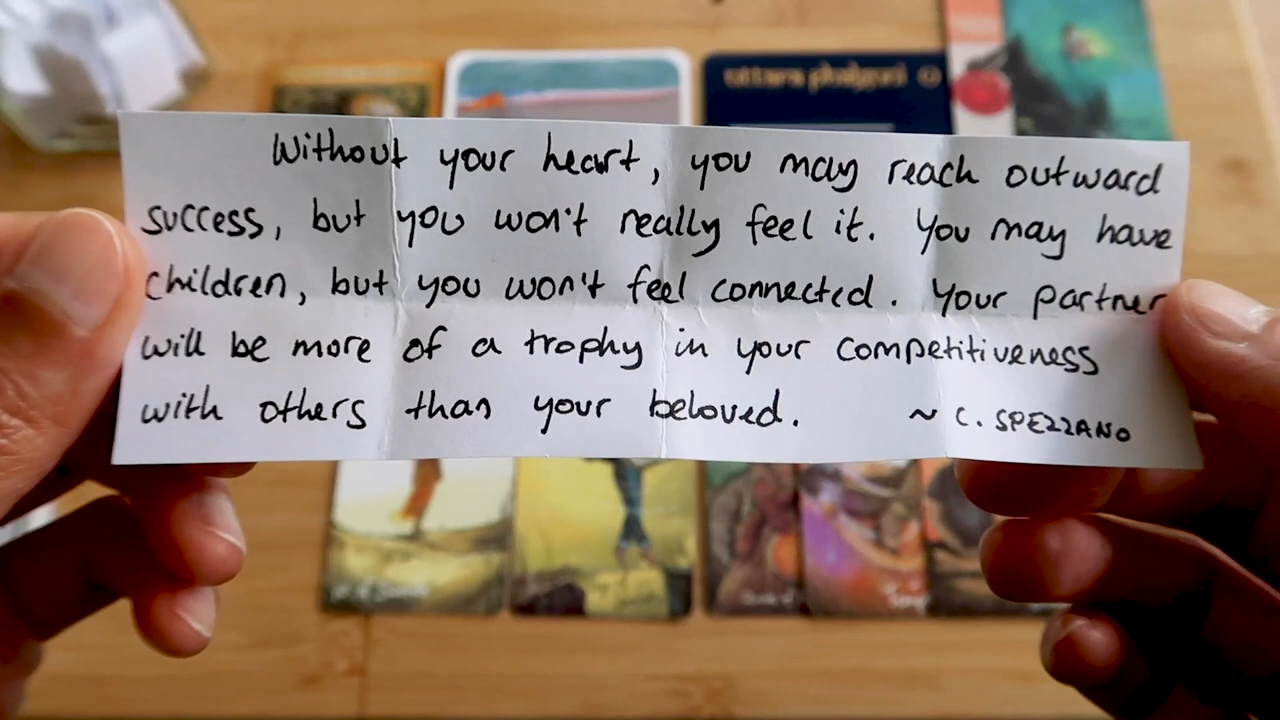 uttara phalguni
Without your heart, you may reach outward
success, but you won't really feel it. You may have
children, but you won't feel connected. Your partner
will be more of a trophy in your competitiveness
with others than your beloved. ~ C. SPEZZANO